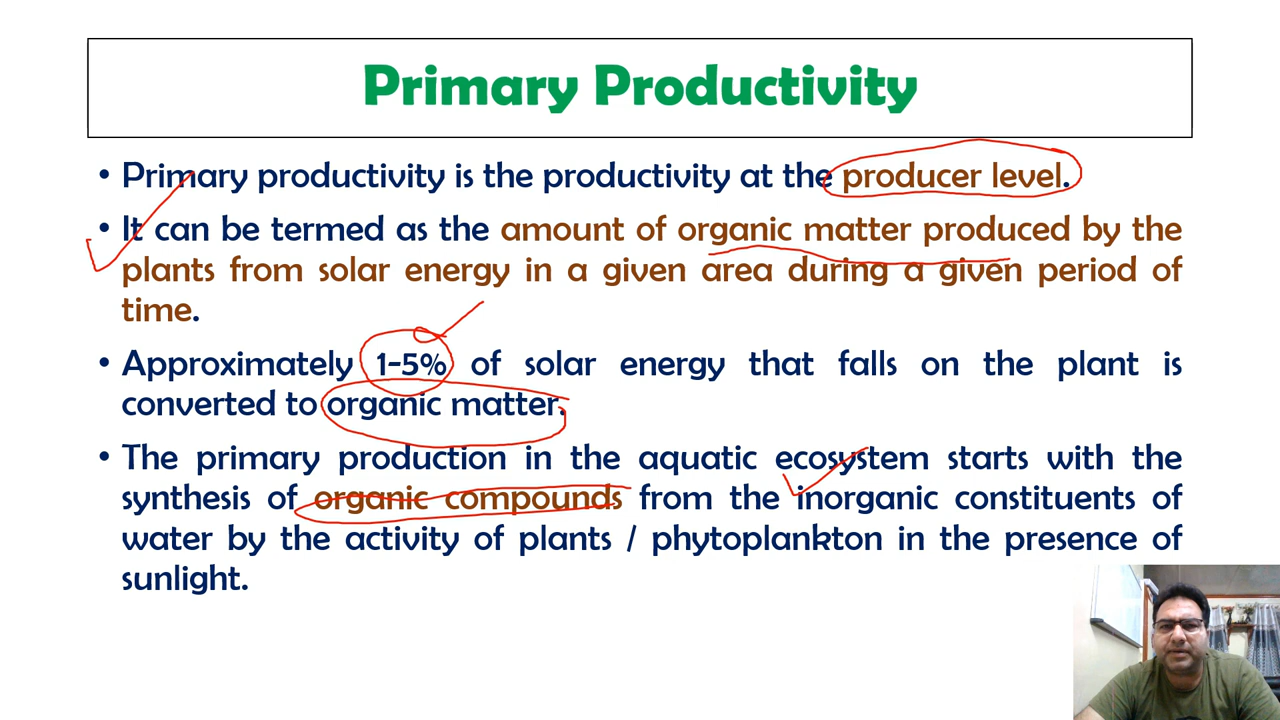 Primary Productivity
• Primary productivity is the productivity at the producer level.
• It can be termed as the amount of organic matter produced by the
plants from solar energy in a given area during a given period of
time.
• Approximately 1-5% of solar energy that falls on the plant is
converted to organic matter.
• The primary production in the aquatic ecosystem starts with the
synthesis of organic compounds from the inorganic constituents of
water by the activity of plants / phytoplankton in the presence of
sunlight.